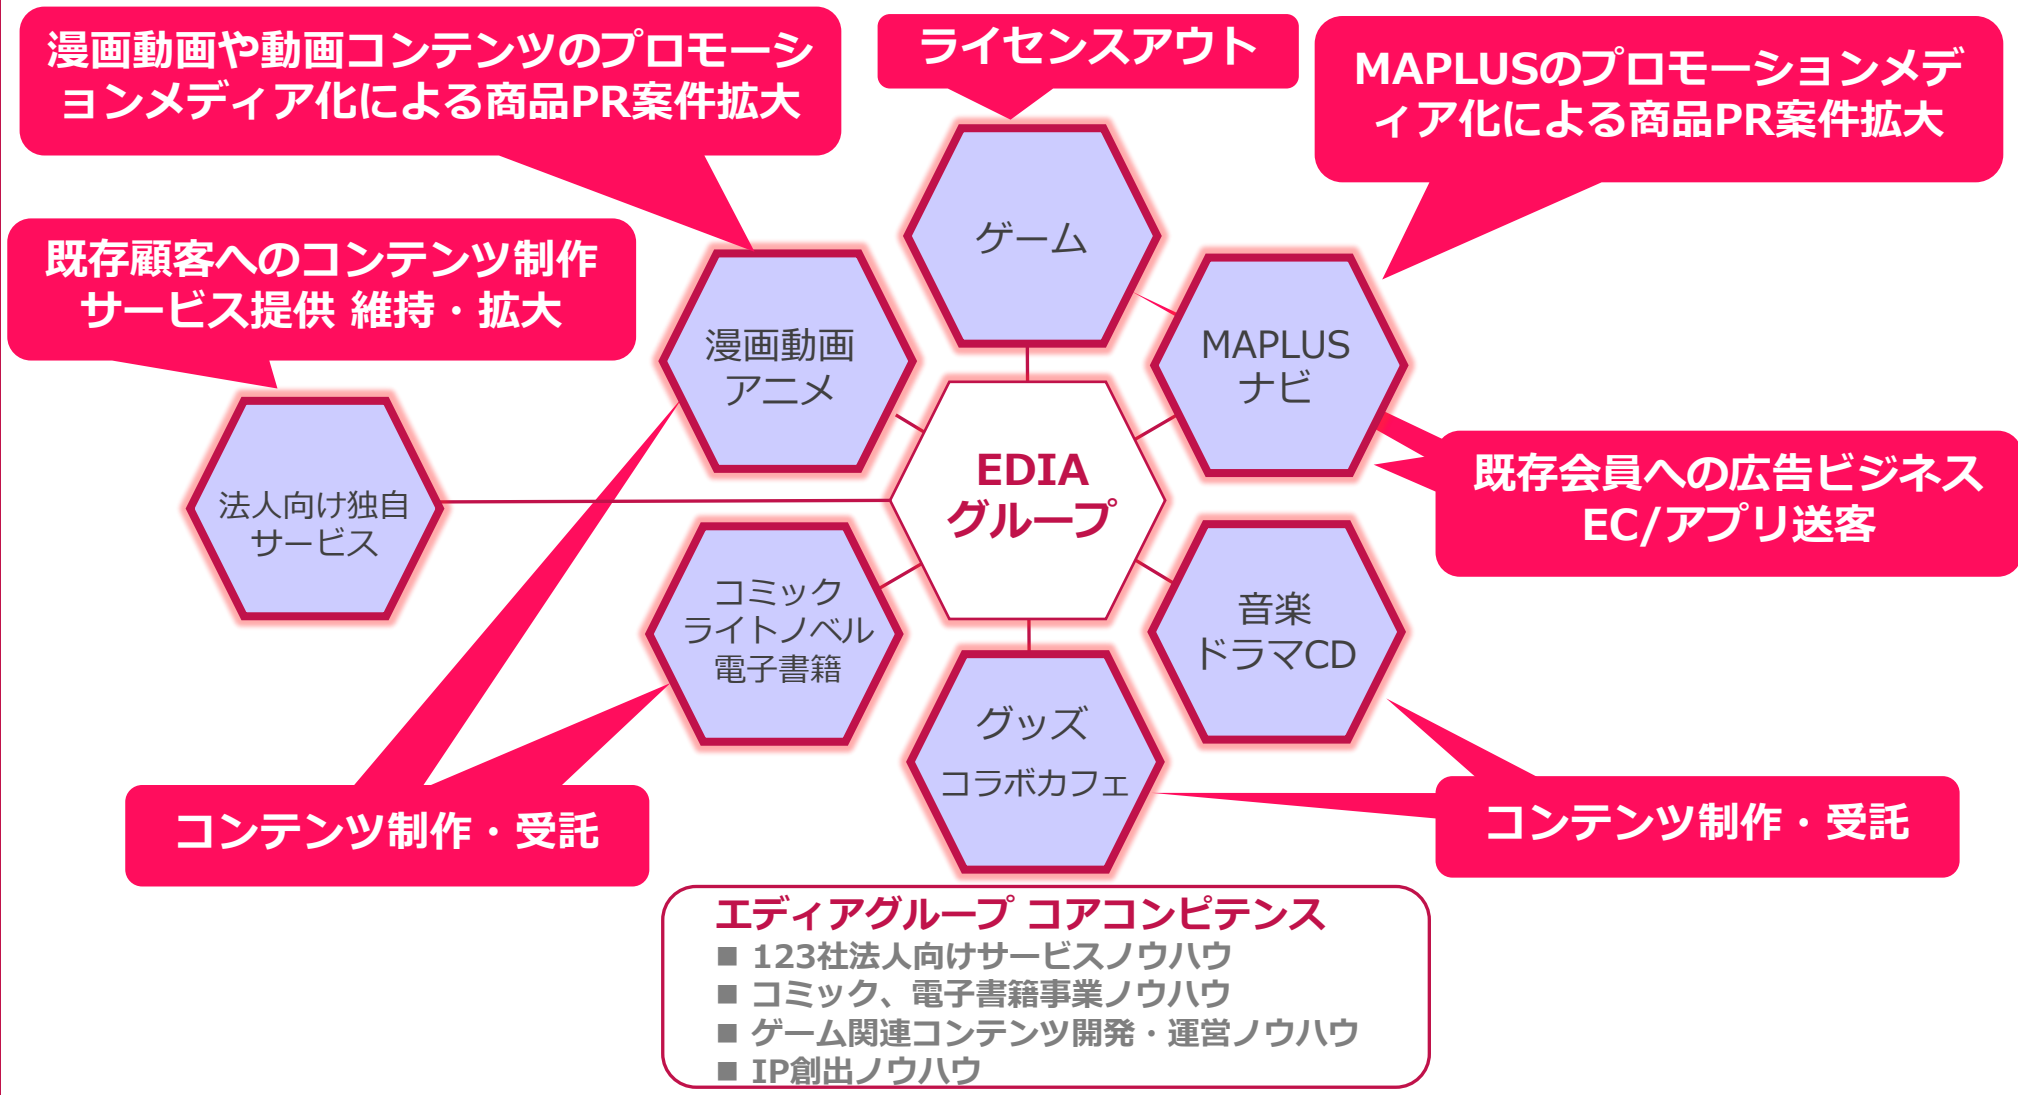 漫画動画や動画コンテンツのプロモーシ
ョンメディア化による商品PR案件拡大
ライセンスアウト
MAPLUSのプロモーションメデ
ィア化による商品PR案件拡大
既存顧客へのコンテンツ制作
サービス提供 維持・拡大
ゲーム
漫画動画
アニメ
MAPLUS
ナビ
EDIA
グループ
既存会員への広告ビジネス
EC/アプリ送客
法人向け独自
サービス
コミック
ライトノベル
電子書籍
音楽
ドラマCD
グッズ
コラボカフェ
コンテンツ制作・受託
コンテンツ制作・受託
エディアグループ コアコンピテンス
■ 123社法人向けサービスノウハウ
■ コミック、電子書籍事業ノウハウ
■ ゲーム関連コンテンツ開発・運営ノウハウ
■ IP創出ノウハウ